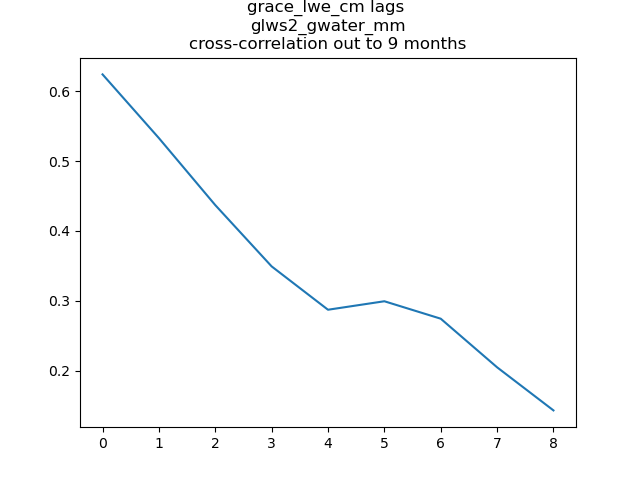 grace_lwe_cm lags
glws2_gwater_mm
cross-correlation out to 9 months
0.6
0.5
0.4
0.3
0.2
0 1 2 3 4 5 6 7 8